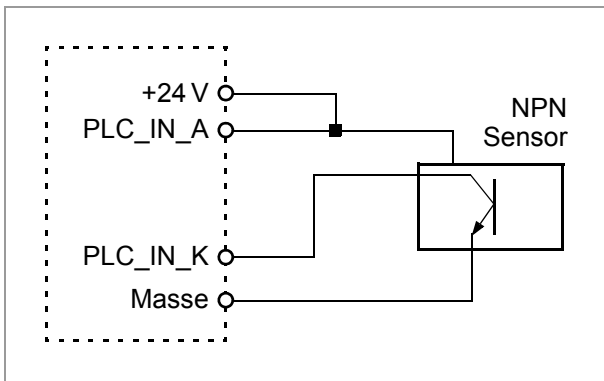 +24 V
PLC_IN_A
NPN
Sensor
PLC_IN_K
Masse